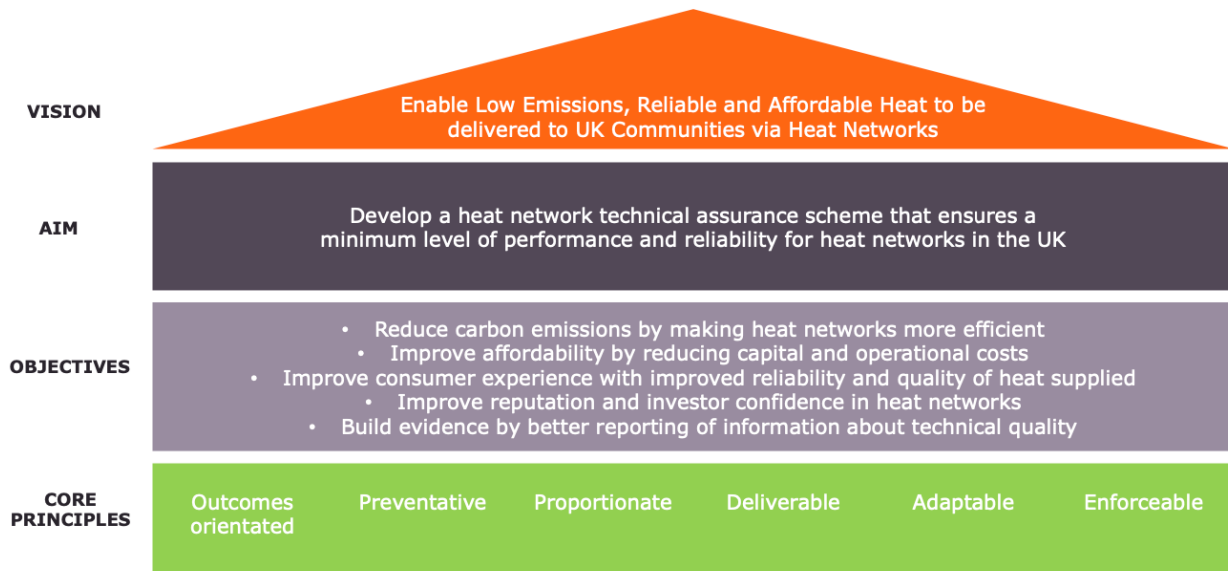 VISION
Enable Low Emissions, Reliable and Affordable Heat to be
delivered to UK Communities via Heat Networks
AIM
Develop a heat network technical assurance scheme that ensures a
minimum level of performance and reliability for heat networks in the UK
OBJECTIVES
• Reduce carbon emissions by making heat networks more efficient
• Improve affordability by reducing capital and operational costs
• Improve consumer experience with improved reliability and quality of heat supplied
• Improve reputation and investor confidence in heat networks
• Build evidence by better reporting of information about technical quality
CORE
PRINCIPLES
Outcomes
orientated
Preventative
Proportionate
Deliverable
Adaptable
Enforceable